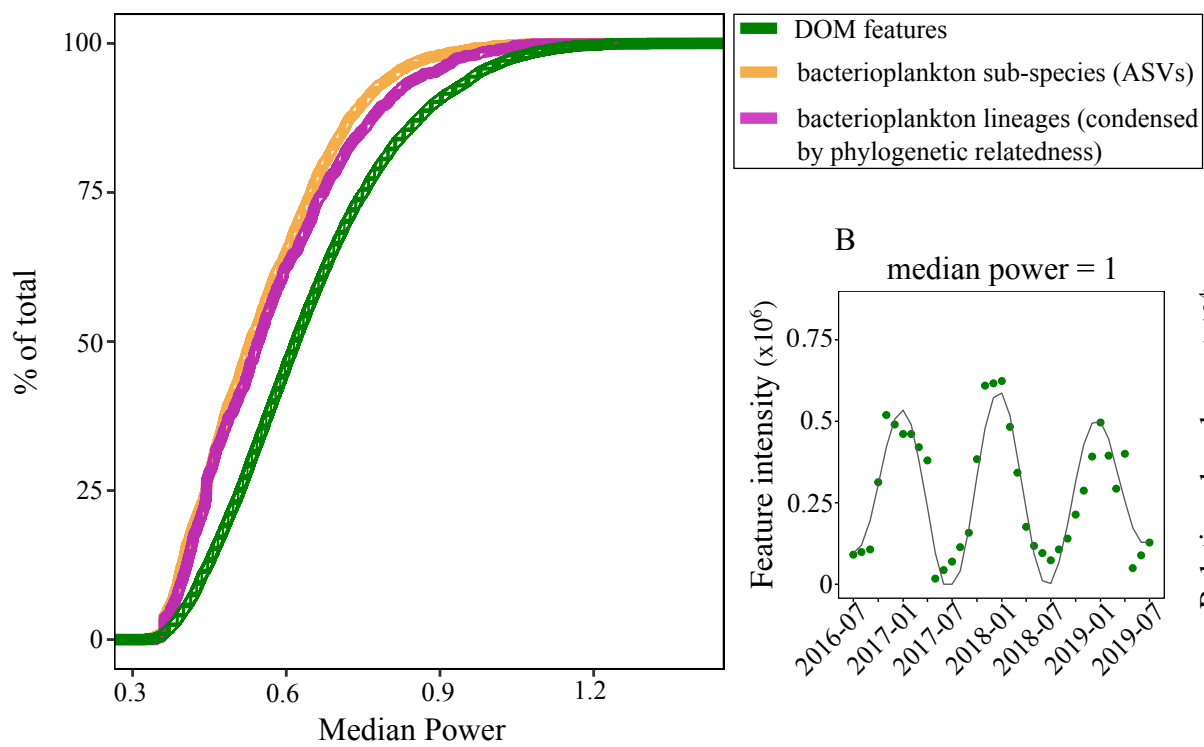 100
75
50
25
0
% of total
0.3
0.6
0.9
1.2
Median Power
DOM features
bacterioplankton sub-species (ASVs)
bacterioplankton lineages (condensed
by phylogenetic relatedness)
B
median power = 1
Feature intensity (x10⁶)
0.75
0.5
0.25
0
2016-07
2017-01
2017-07
2018-01
2018-07
2019-01
2019-07